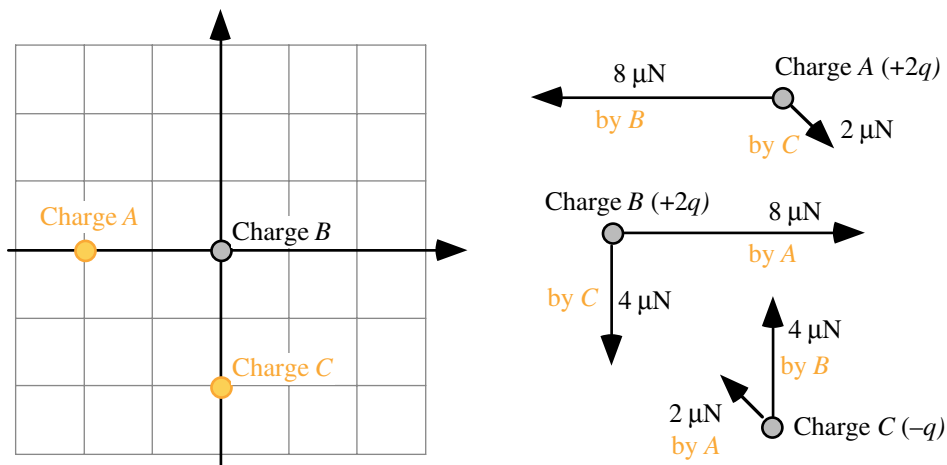 Charge A
Charge B
Charge C
Charge A (+2q)
8 μN
by B
by C
2 μN
Charge B (+2q)
8 μN
by A
by C
4 μN
4 μN
by B
2 μN
by A
Charge C (–q)